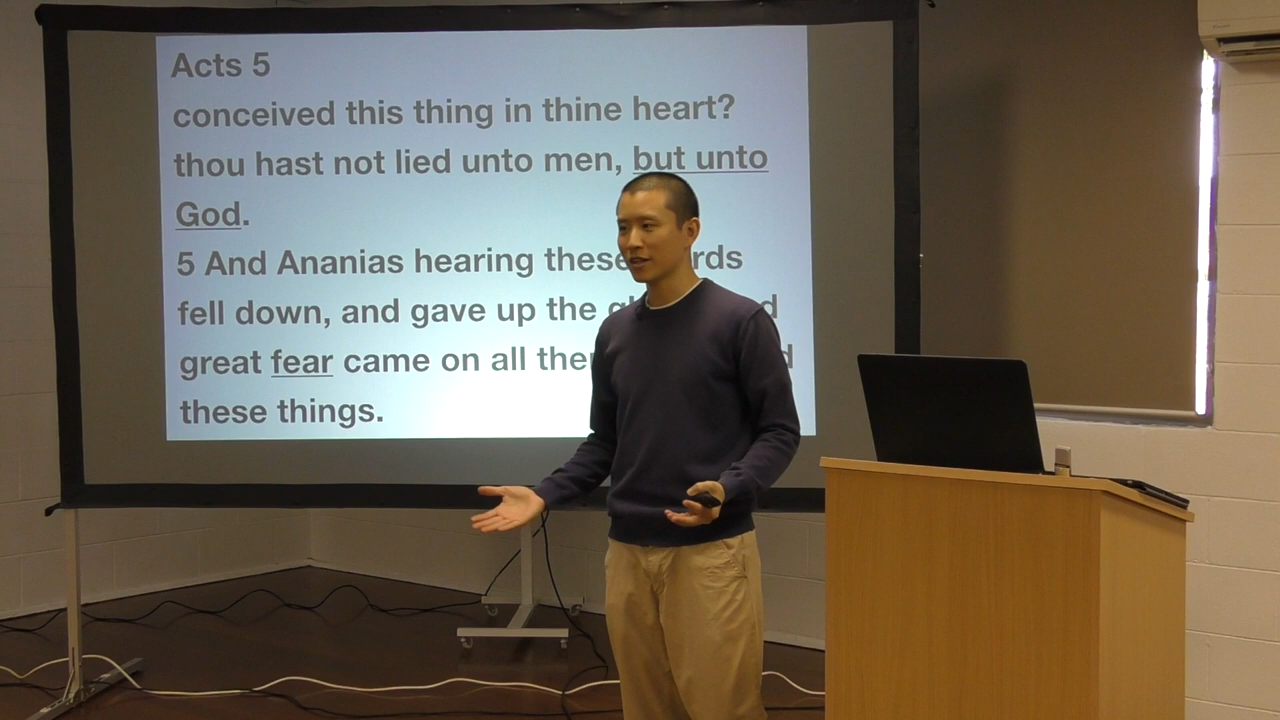 Acts 5
conceived this thing in thine heart?
thou hast not lied unto men, but unto
God.
5 And Ananias hearing these
fell down, and gave up the
great fear came on all
these things.